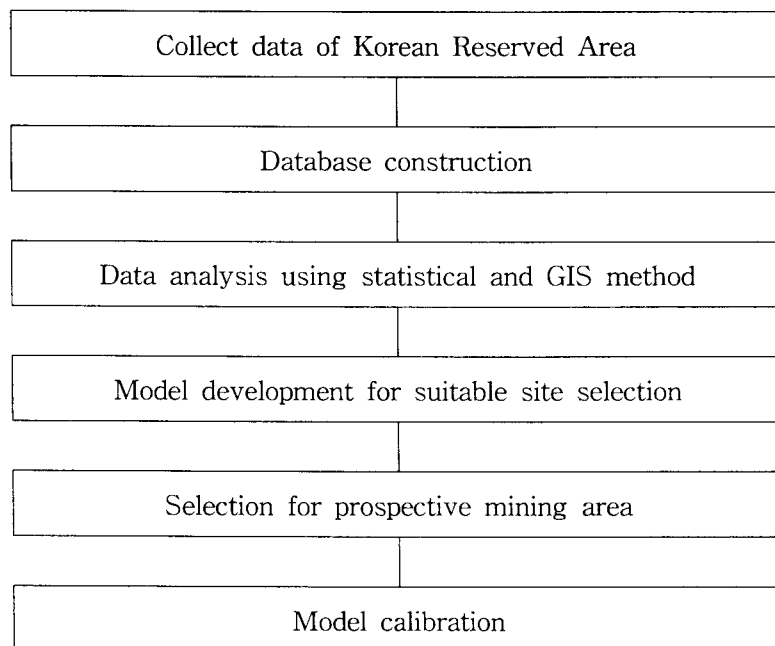 Collect data of Korean Reserved Area
Database construction
Data analysis using statistical and GIS method
Model development for suitable site selection
Selection for prospective mining area
Model calibration